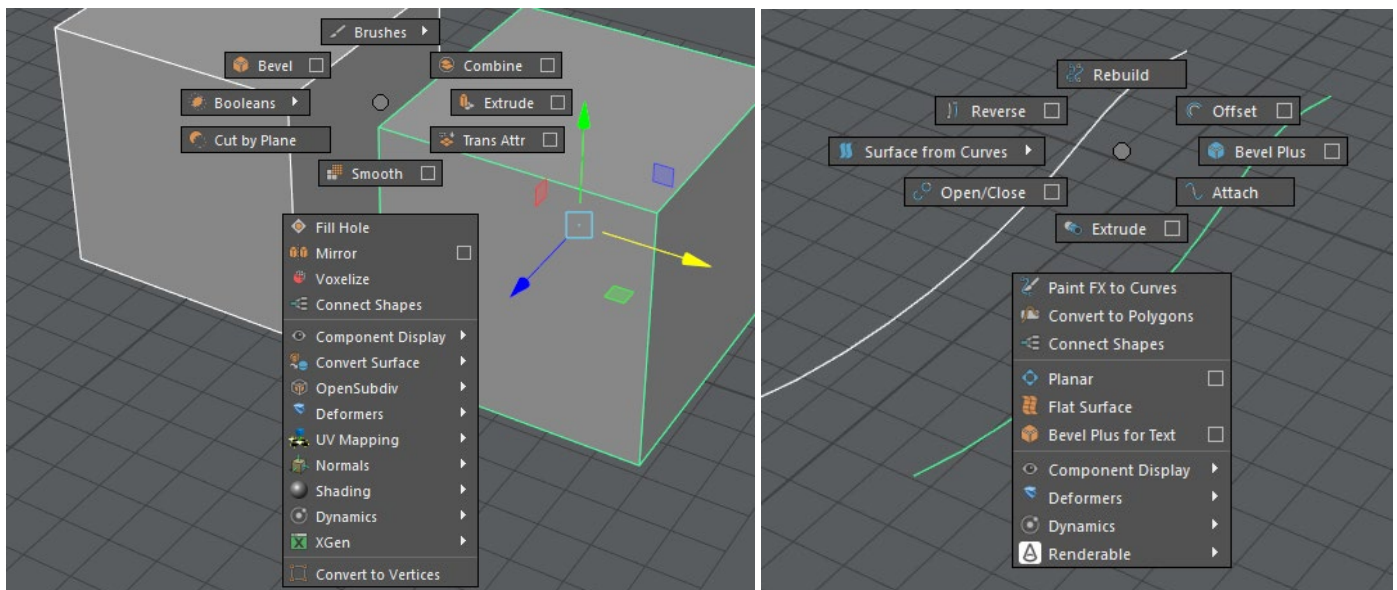 Brushes
Bevel
Combine
Booleans
Extrude
Cut by Plane
Trans Attr
Smooth
Fill Hole
Mirror
Voxelize
Connect Shapes
Component Display
Convert Surface
OpenSubdiv
Deformers
UV Mapping
Normals
Shading
Dynamics
XGen
Convert to Vertices
Rebuild
Reverse
Offset
Surface from Curves
Bevel Plus
Open/Close
Attach
Extrude
Paint FX to Curves
Convert to Polygons
Connect Shapes
Planar
Flat Surface
Bevel Plus for Text
Component Display
Deformers
Dynamics
Renderable